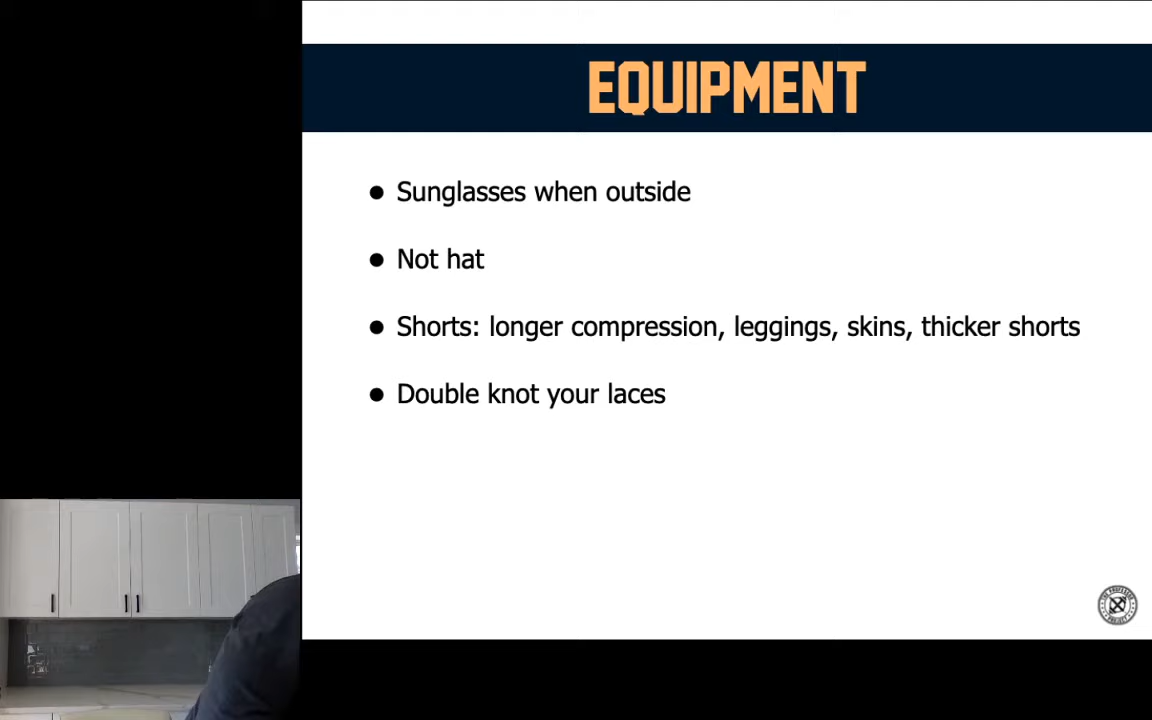 EQUIPMENT
● Sunglasses when outside
● Not hat
● Shorts: longer compression, leggings, skins, thicker shorts
● Double knot your laces